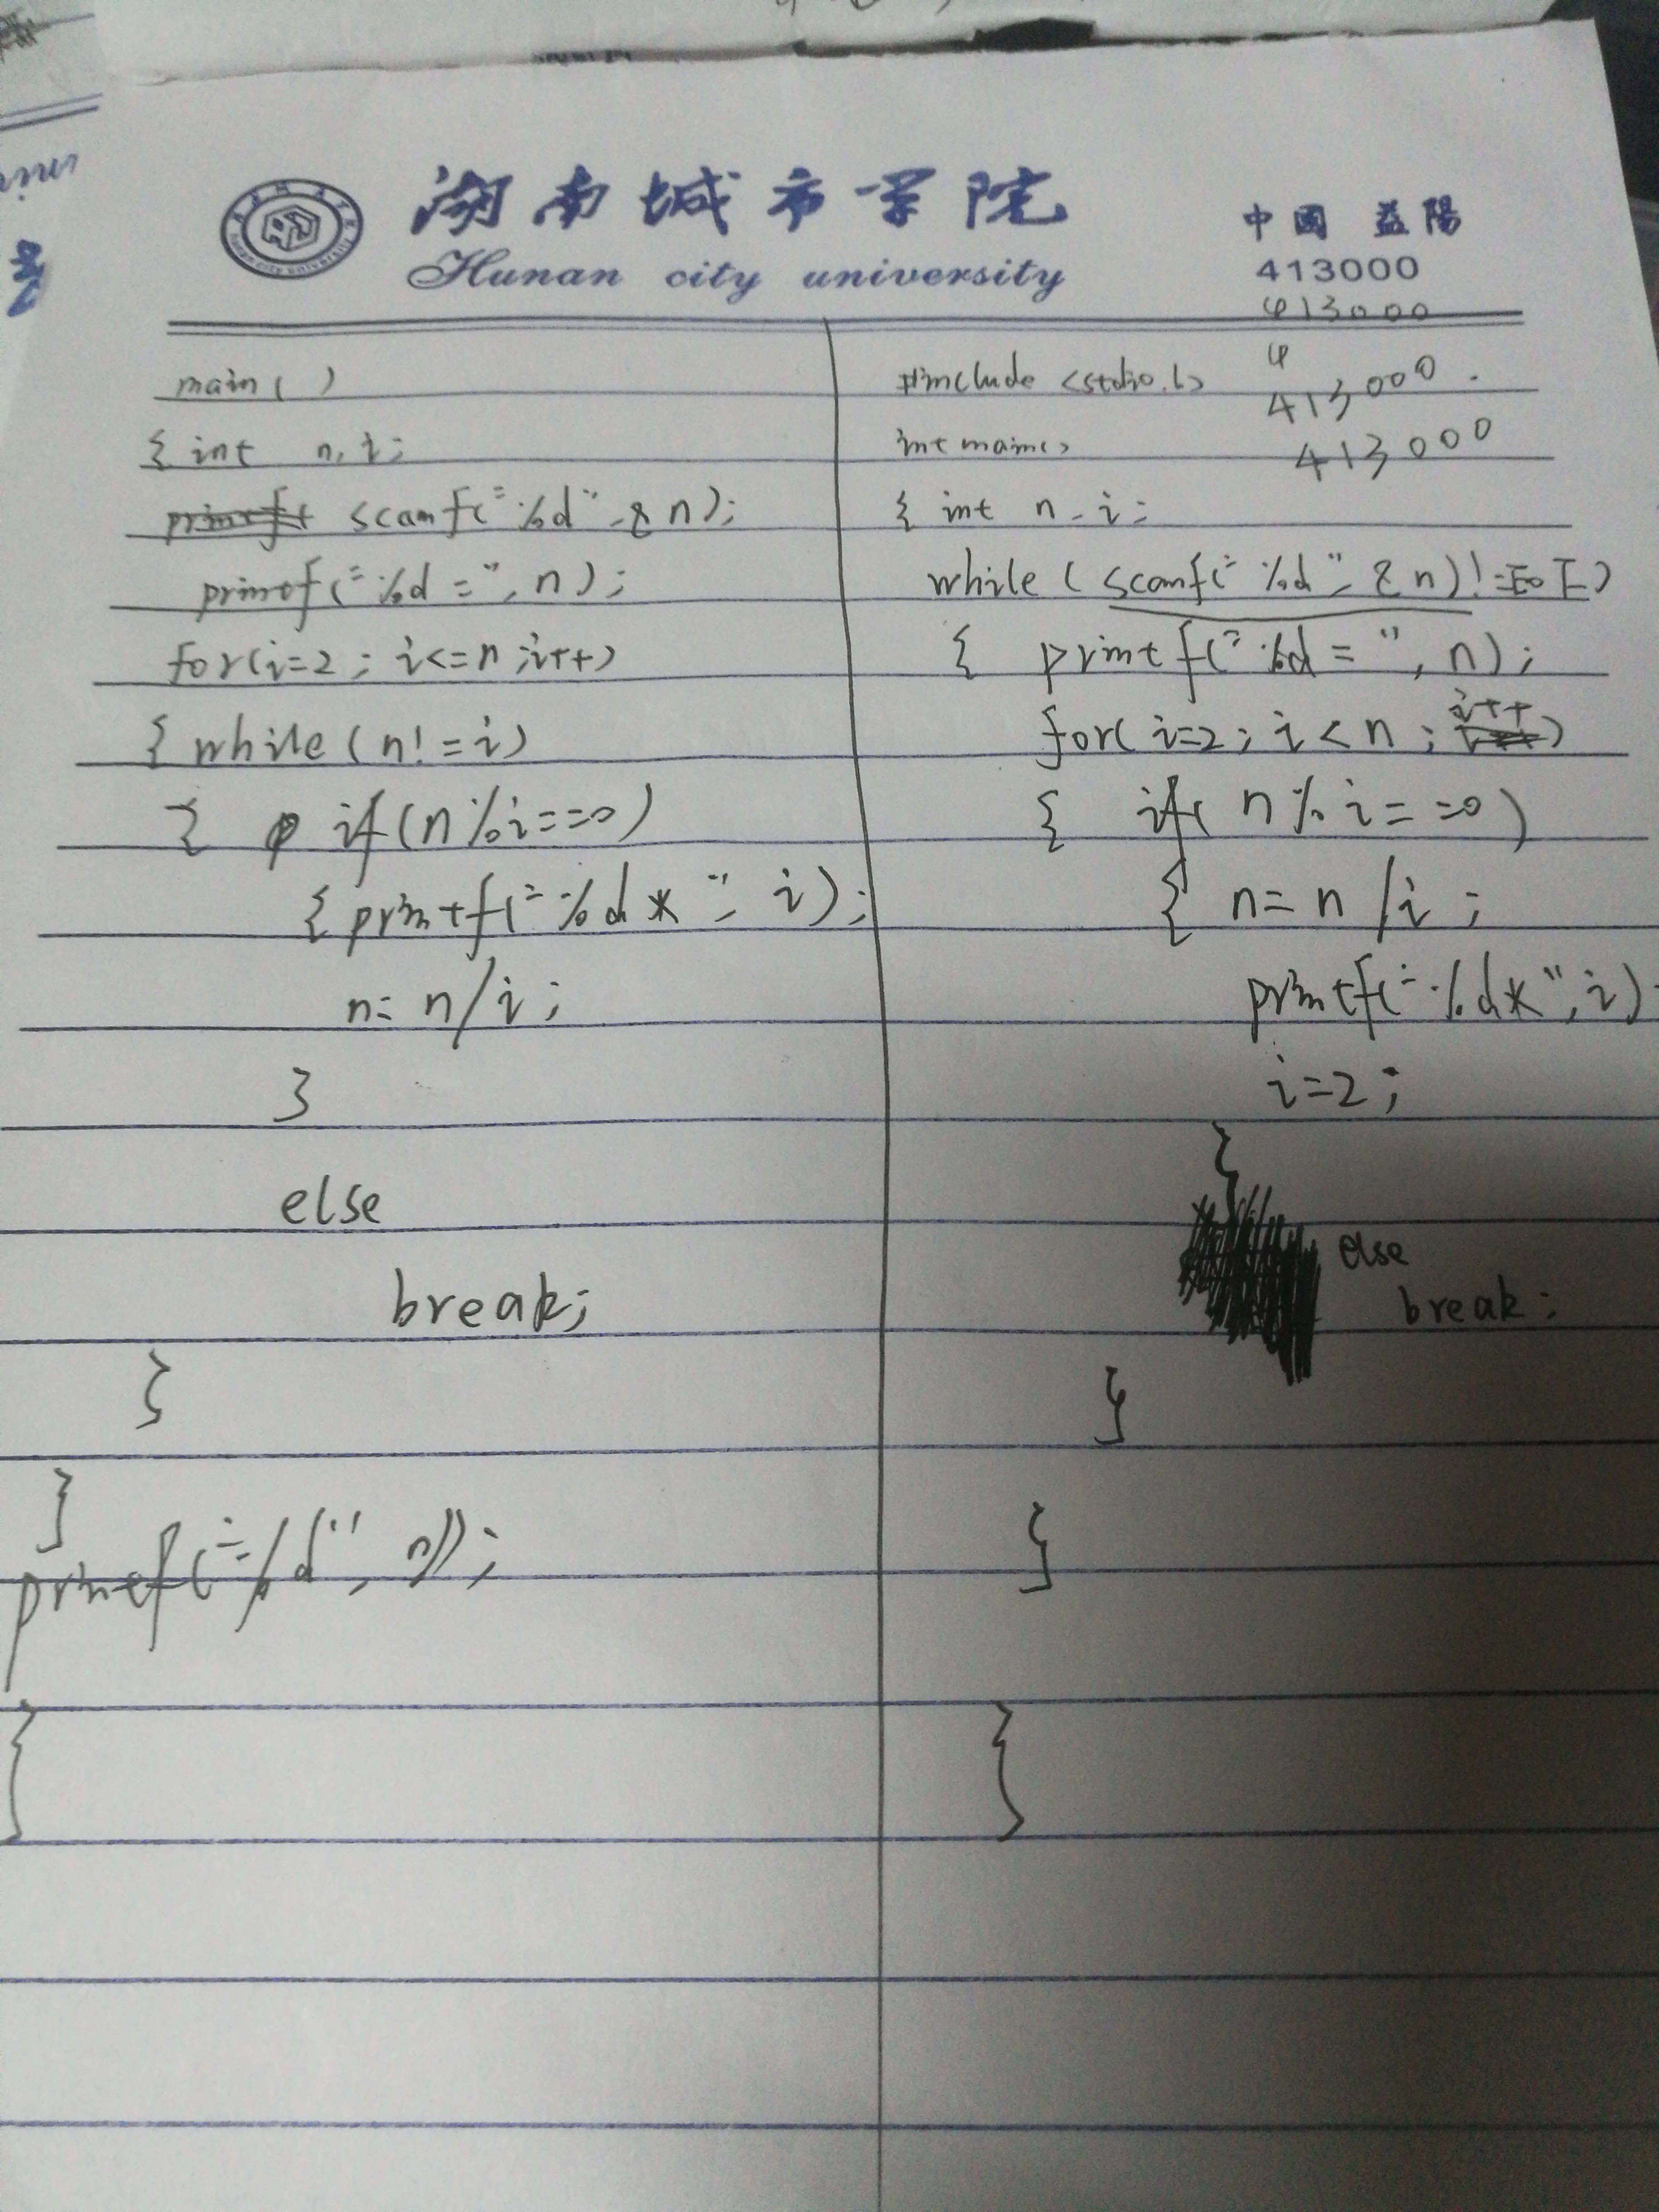 湖南城市学院
Hunan city university
中國 益陽
413000
413000
4
413000.
413000
main( )
{ int n, i;
scanf("%d",&n);
printf("%d=", n);
for(i=2; i<=n; i++)
{ while(n!=i)
{ if(n%i==0)
{ printf("%d*", i);
n=n/i;
}
else
break;
}
}
printf("%d", n);
}
#include <stdio.h>
int main()
{ int n, i;
while(scanf("%d",&n)!=EOF)
{ printf("%d=", n);
for(i=2; i<n; i++)
{ if(n%i==0)
{ n=n/i;
printf("%d*", i)
i=2;
}
else
break;
}
}
}